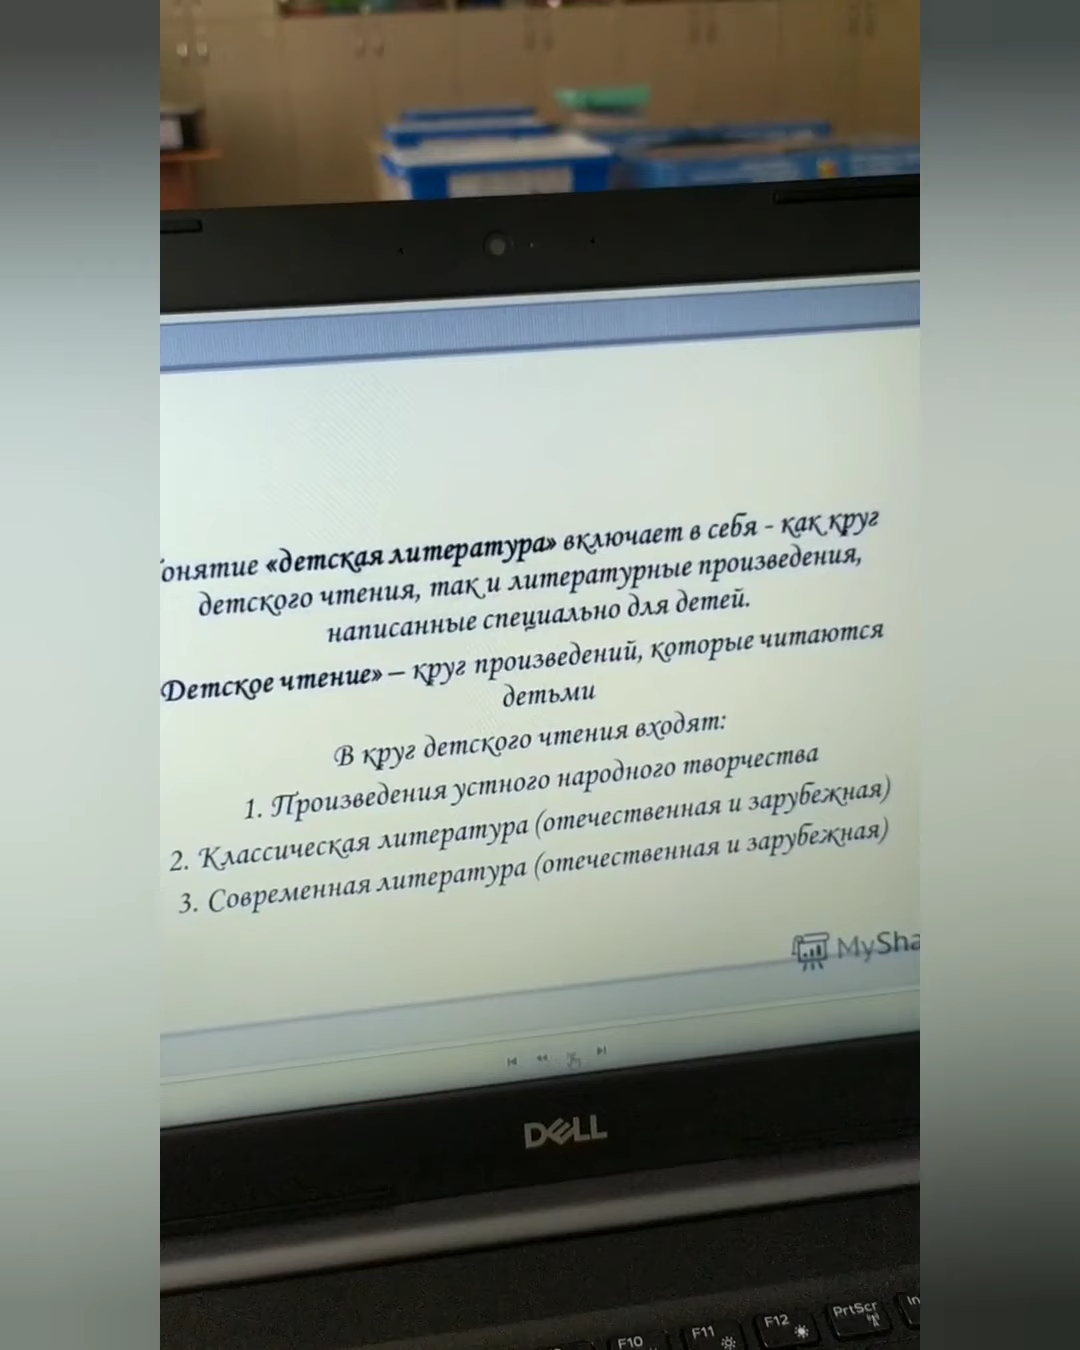 онятие «детская литература» включает в себя - как круг
детского чтения, так и литературные произведения,
написанные специально для детей.
Детское чтение» – круг произведений, которые читаются
детьми
В круг детского чтения входят:
1. Произведения устного народного творчества
2. Классическая литература (отечественная и зарубежная)
3. Современная литература (отечественная и зарубежная)
MySha
DELL
F10 F11 F12 PrtScr In